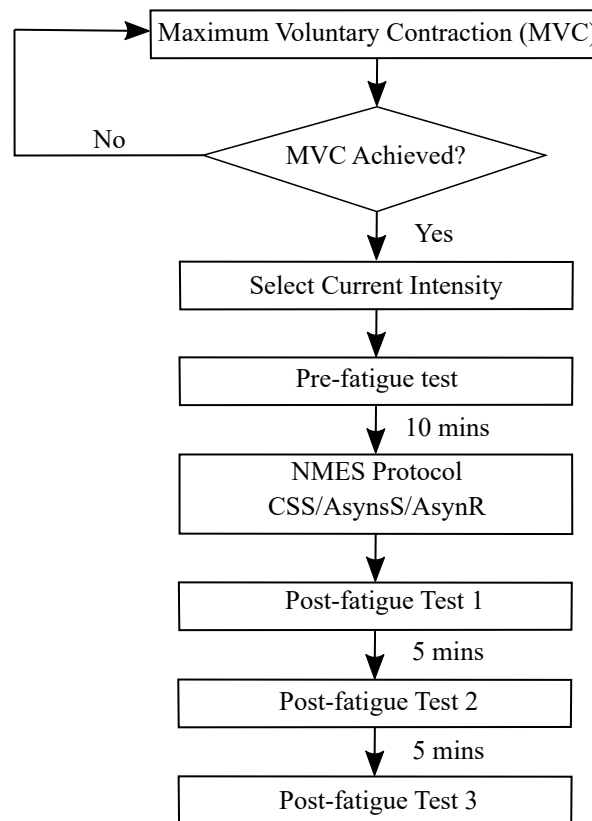 Maximum Voluntary Contraction (MVC)
No
MVC Achieved?
Yes
Select Current Intensity
Pre-fatigue test
10 mins
NMES Protocol
CSS/AsynsS/AsynR
Post-fatigue Test 1
5 mins
Post-fatigue Test 2
5 mins
Post-fatigue Test 3